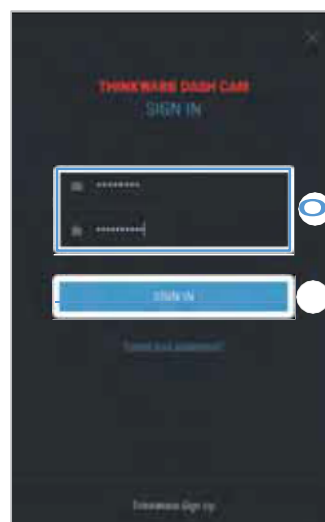 THINKWARE DASH CAM
SIGN IN
********
**********
SIGN IN
Thinkware Sign Up